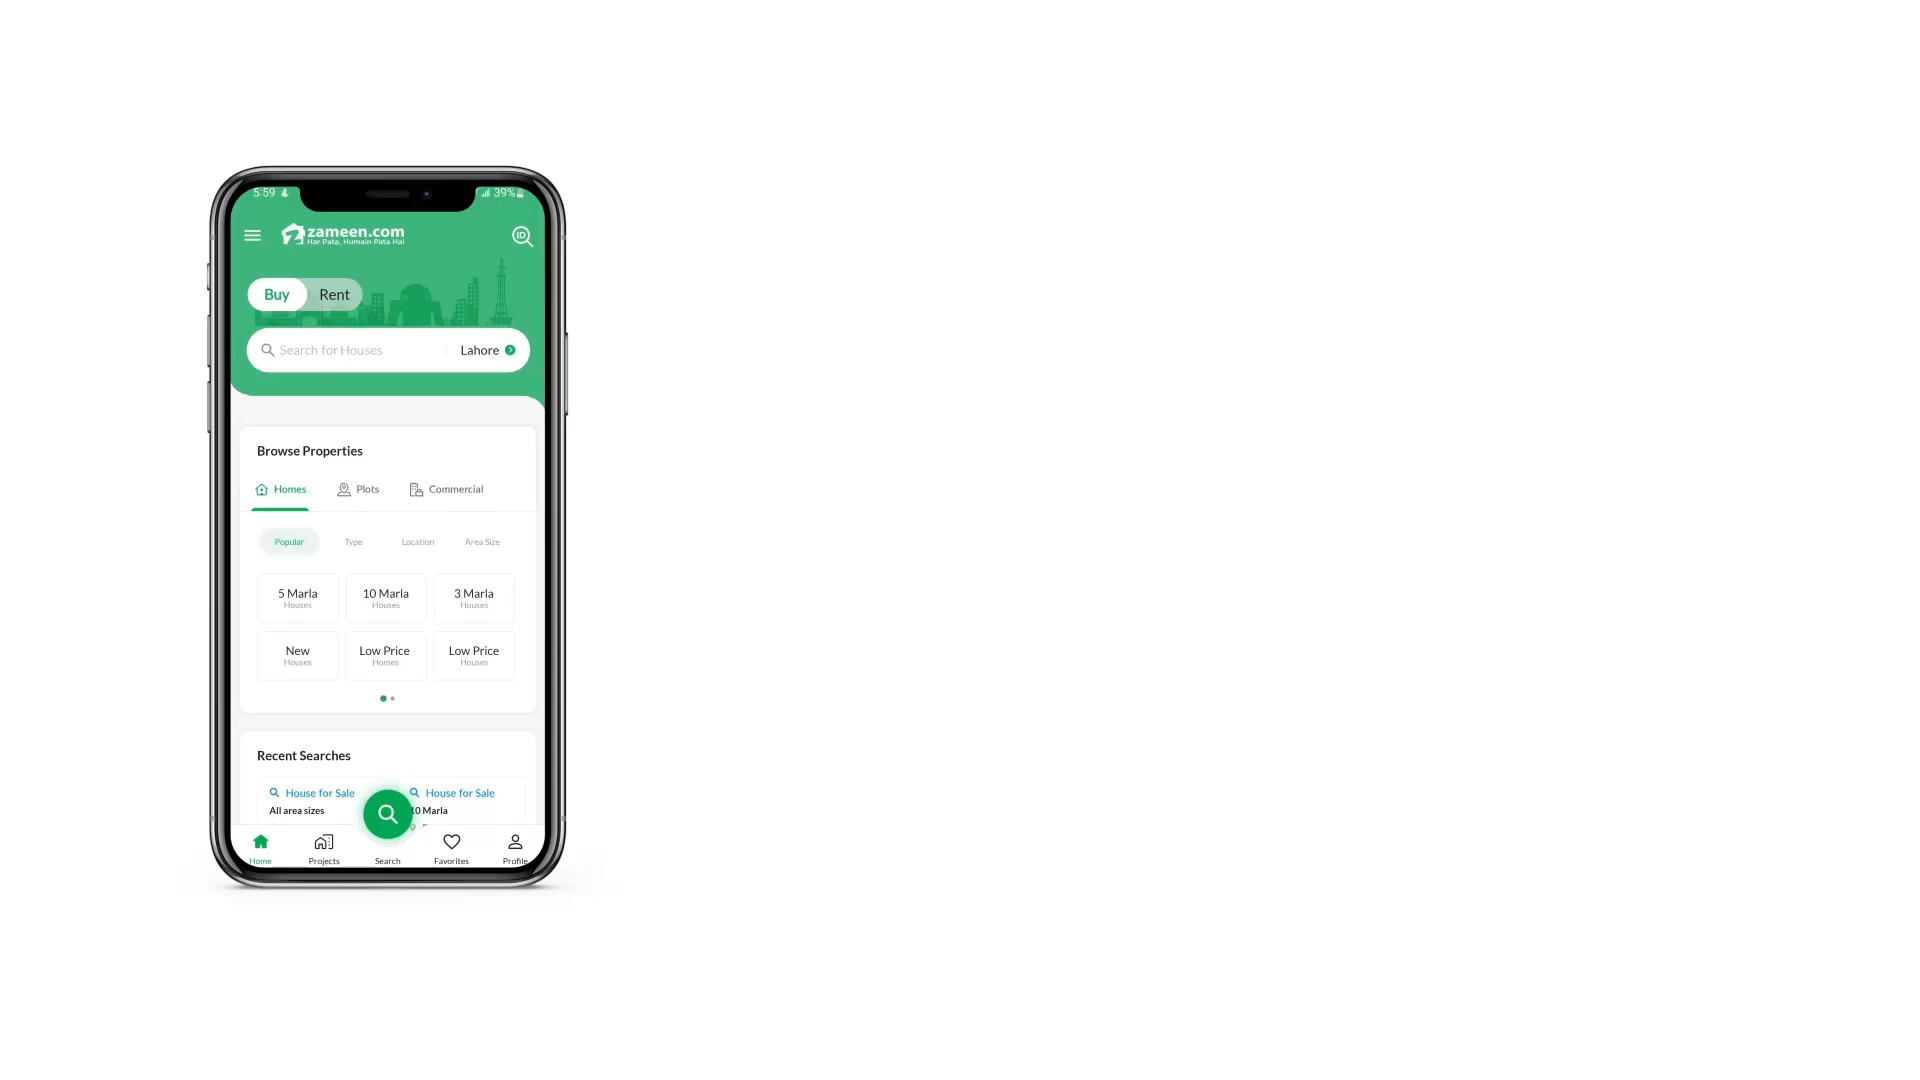 5:59
39%
zameen.com
Har Pata, Humain Pata Hai
ID
Buy Rent
Search for Houses Lahore
Browse Properties
Homes Plots Commercial
Popular Type Location Area Size
5 Marla 10 Marla 3 Marla
Houses Houses Houses
New Low Price Low Price
Houses Homes Houses
Recent Searches
House for Sale House for Sale
All area sizes 10 Marla
Home Projects Search Favorites Profile